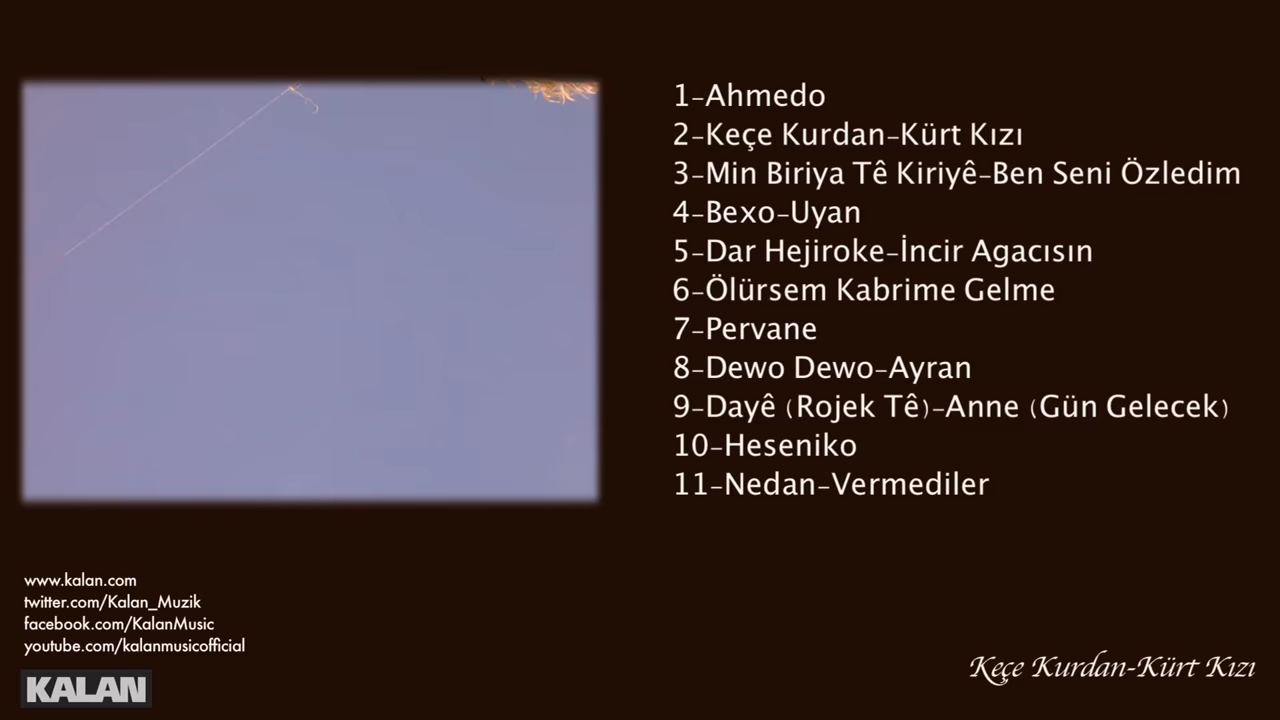 1-Ahmedo
2-Keçe Kurdan-Kürt Kızı
3-Min Biriya Tê Kiriyê-Ben Seni Özledim
4-Bexo-Uyan
5-Dar Hejiroke-İncir Agacısın
6-Ölürsem Kabrime Gelme
7-Pervane
8-Dewo Dewo-Ayran
9-Dayê (Rojek Tê)-Anne (Gün Gelecek)
10-Heseniko
11-Nedan-Vermediler
www.kalan.com
twitter.com/Kalan_Muzik
facebook.com/KalanMusic
youtube.com/kalanmusicofficial
KALAN
Keçe Kurdan-Kürt Kızı